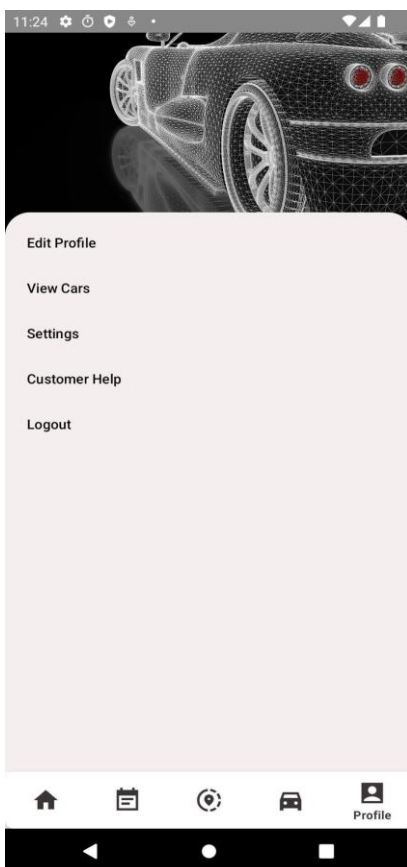 11:24
Edit Profile
View Cars
Settings
Customer Help
Logout
Profile